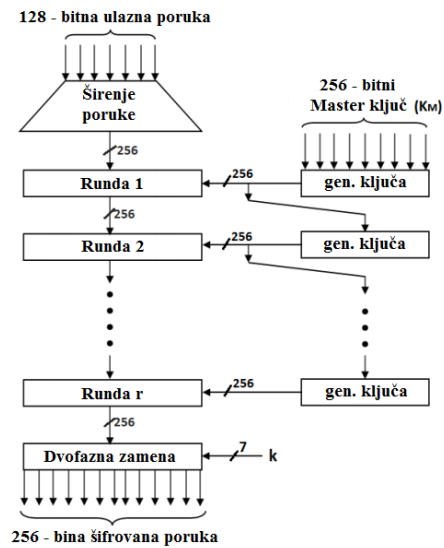 128 - bitna ulazna poruka
Širenje
poruke
256 - bitni
Master ključ (KM)
256
Runda 1
256
gen. ključa
256
Runda 2
256
gen. ključa
Runda r
256
gen. ključa
256
Dvofazna zamena
7
k
256 - bina šifrovana poruka